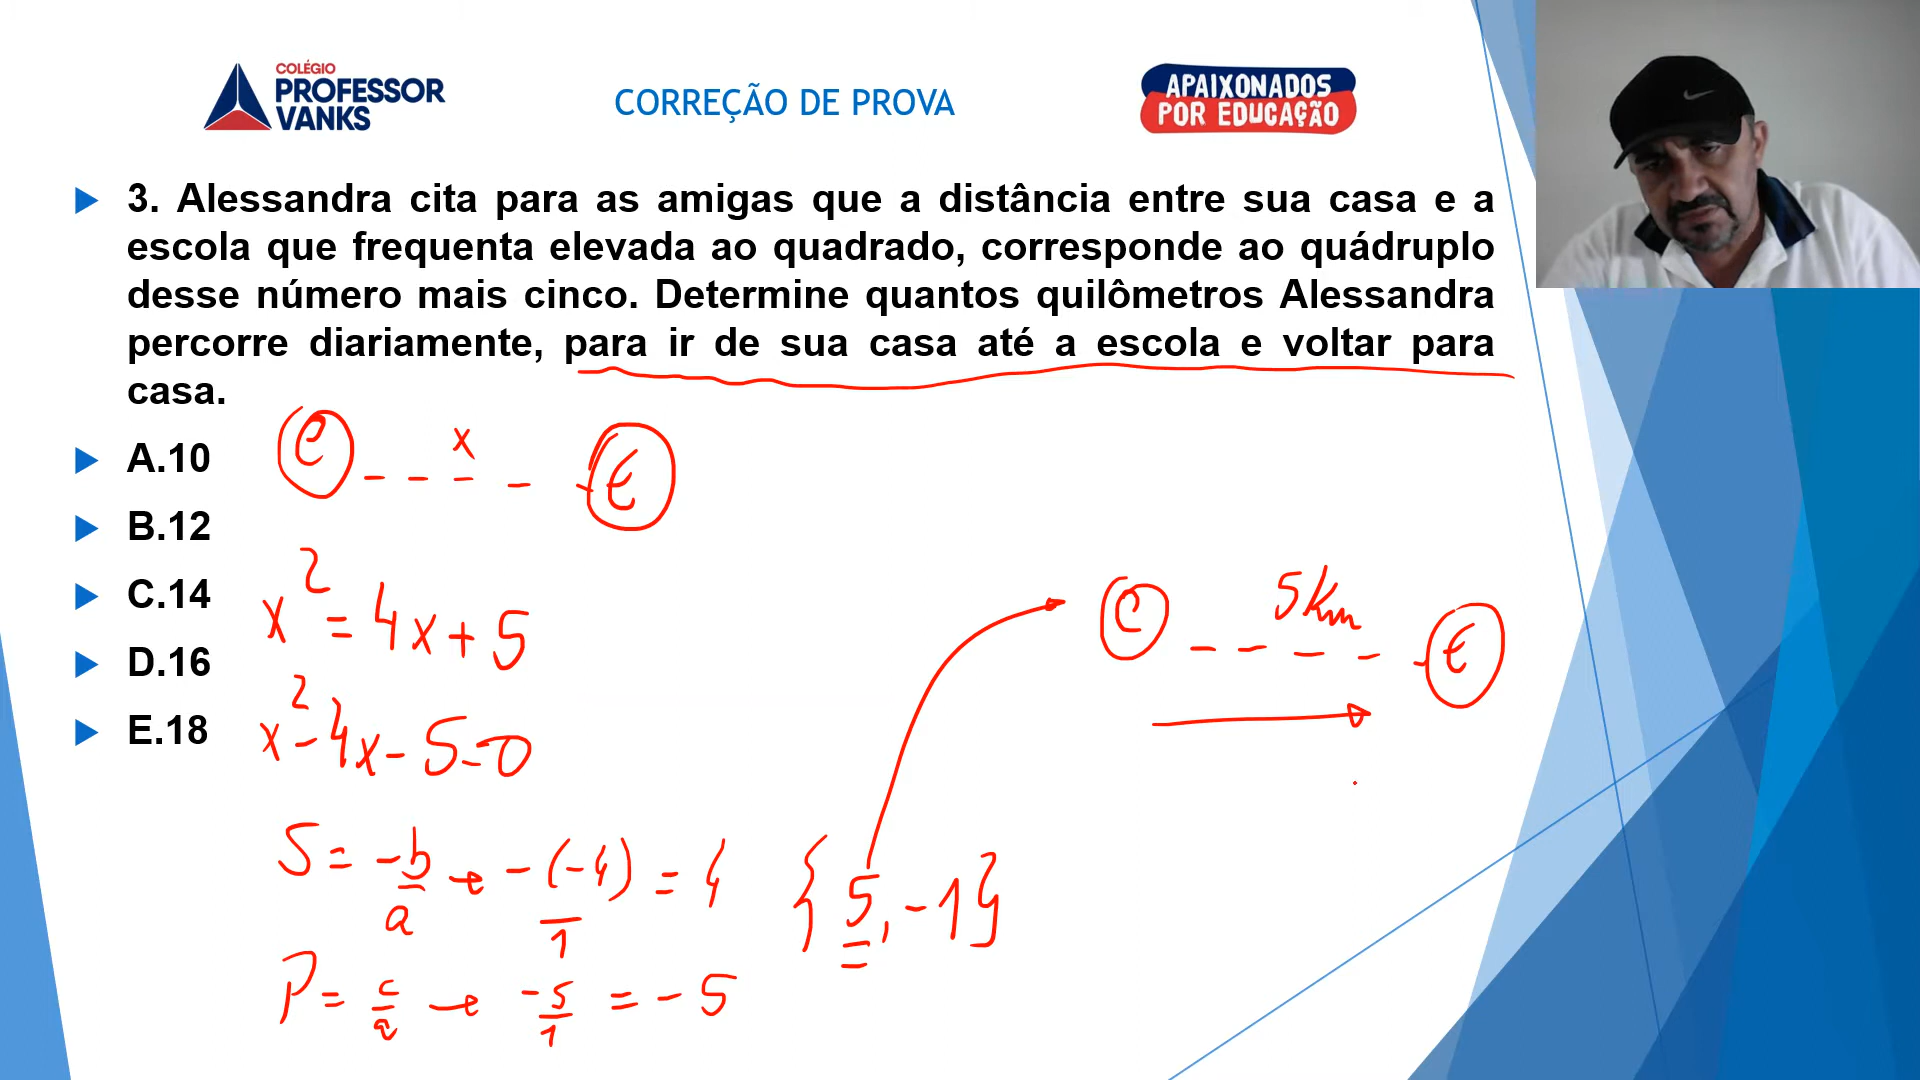 COLÉGIO
PROFESSOR
VANKS
CORREÇÃO DE PROVA
APAIXONADOS
POR EDUCAÇÃO
3. Alessandra cita para as amigas que a distância entre sua casa e a
escola que frequenta elevada ao quadrado, corresponde ao quádruplo
desse número mais cinco. Determine quantos quilômetros Alessandra
percorre diariamente, para ir de sua casa até a escola e voltar para
casa.
A.10
B.12
C.14
D.16
E.18
C - - x - - E
x² = 4x + 5
x² - 4x - 5 = 0
S = -b/a → -(-4)/1 = 4
P = c/a → -5/1 = -5
{5, -1}
C - - 5 km - - E